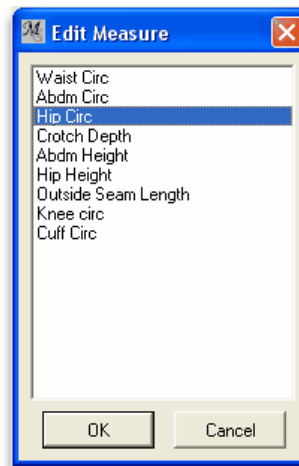 Edit Measure
Waist Circ
Abdm Circ
Hip Circ
Crotch Depth
Abdm Height
Hip Height
Outside Seam Length
Knee circ
Cuff Circ
OK Cancel